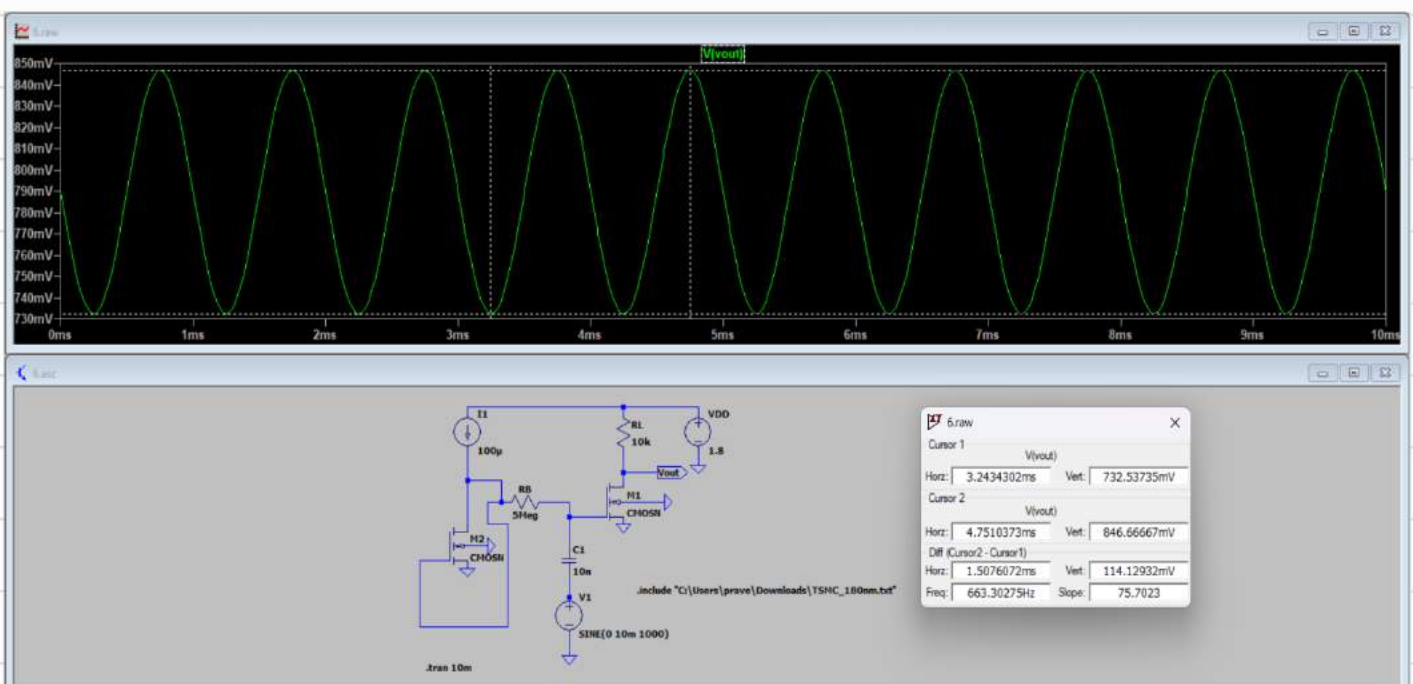 6.raw
V(vout)
850mV
840mV
830mV
820mV
810mV
800mV
790mV
780mV
770mV
760mV
750mV
740mV
730mV
0ms 1ms 2ms 3ms 4ms 5ms 6ms 7ms 8ms 9ms 10ms
6.asc
I1
100µ
RL
10k
VDD
1.8
Vout
RB
5Meg
M1
CMOSN
M2
CMOSN
C1
10n
V1
SINE(0 10m 1000)
.include "C:\Users\prave\Downloads\TSMC_180nm.txt"
.tran 10m
6.raw
Cursor 1
V(vout)
Horz: 3.2434302ms Vert: 732.53735mV
Cursor 2
V(vout)
Horz: 4.7510373ms Vert: 846.66667mV
Diff (Cursor2 - Cursor1)
Horz: 1.5076072ms Vert: 114.12932mV
Freq: 663.30275Hz Slope: 75.7023